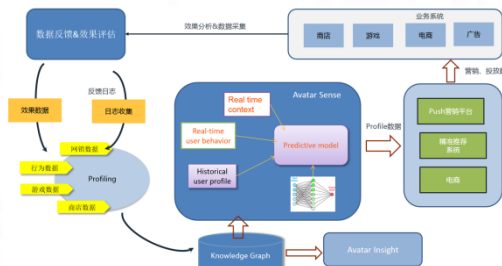 业务系统
商店
游戏
电商
广告
效果分析&数据采集
数据反馈&效果评估
反馈日志
效果数据
日志收集
网销数据
行为数据
Profiling
游戏数据
商店数据
Avatar Sense
Real time
context
Real-time
user behavior
Predictive model
Historical
user profile
Profile数据
营销、投放
Push营销平台
精准推荐
系统
电商
Knowledge Graph
Avatar Insight